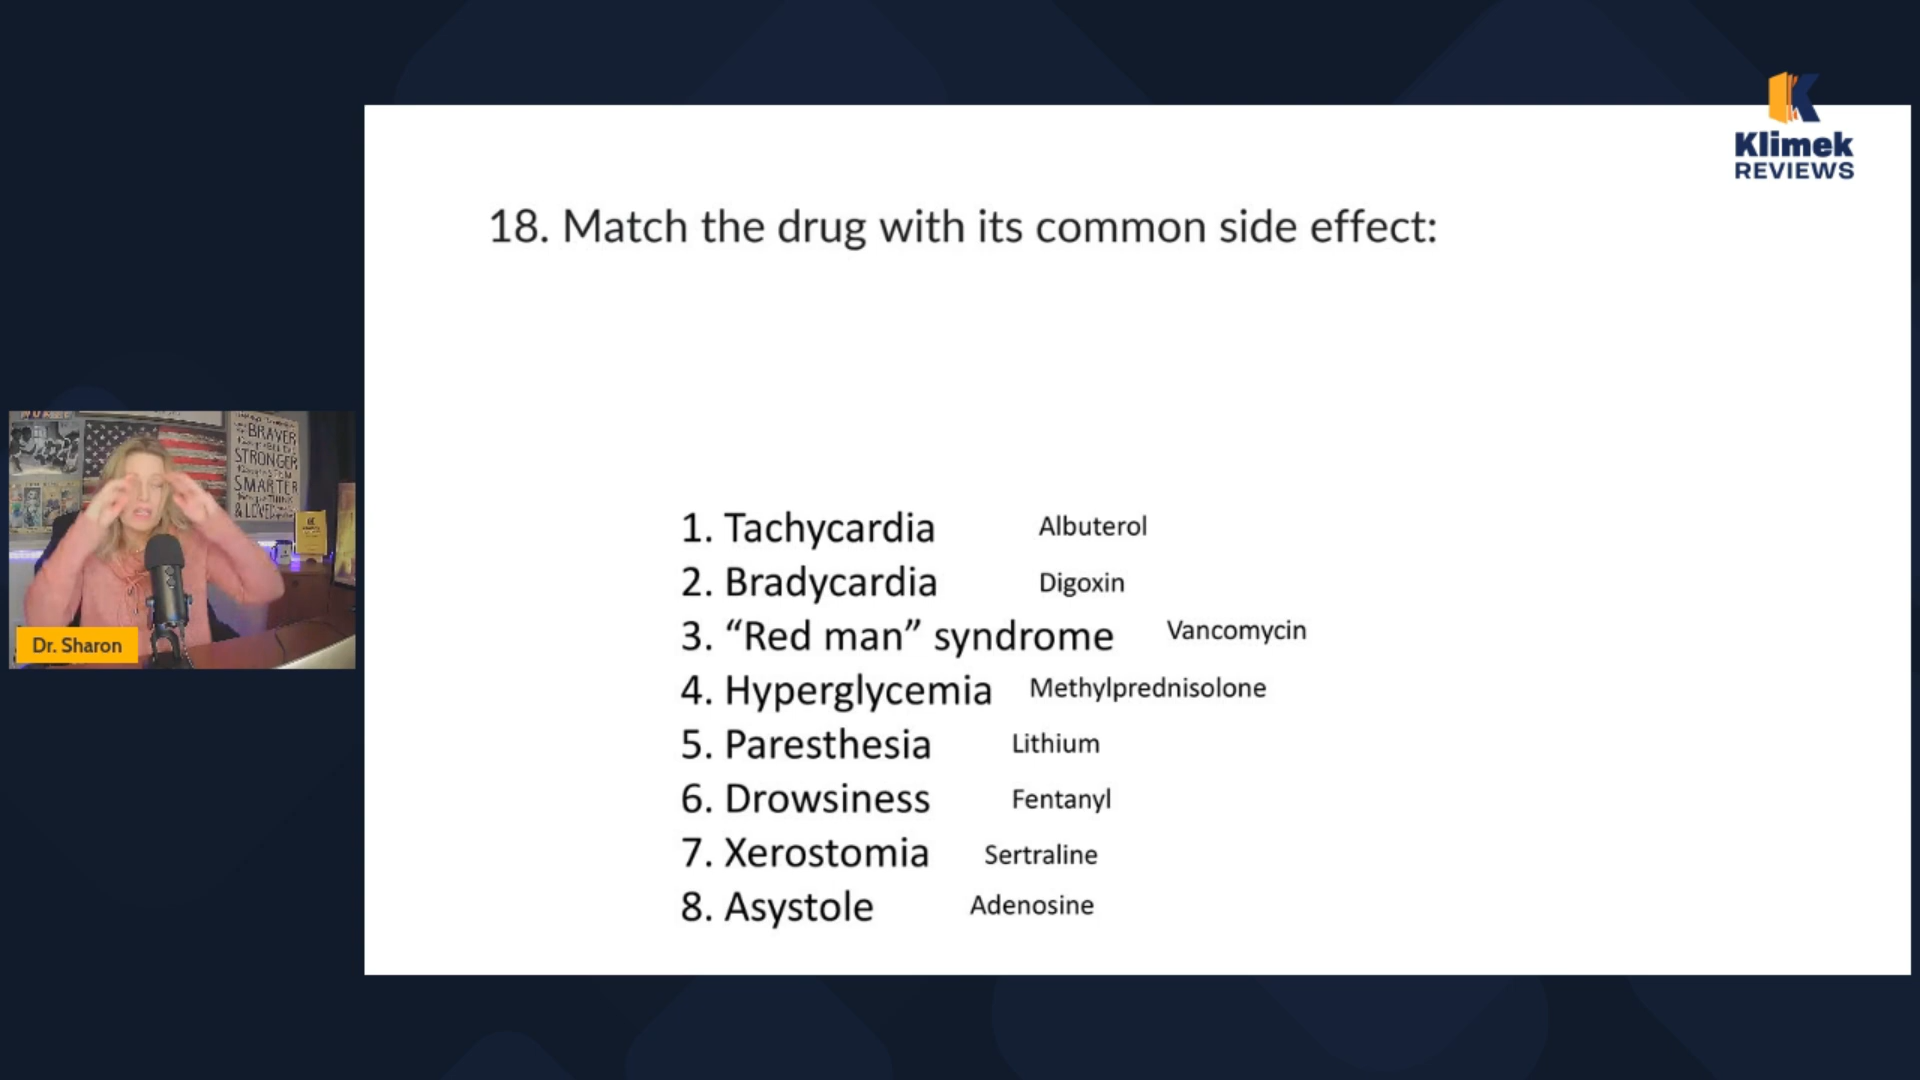 Klimek
REVIEWS
18. Match the drug with its common side effect:
1. Tachycardia Albuterol
2. Bradycardia Digoxin
3. “Red man” syndrome Vancomycin
4. Hyperglycemia Methylprednisolone
5. Paresthesia Lithium
6. Drowsiness Fentanyl
7. Xerostomia Sertraline
8. Asystole Adenosine
BRAVER
STRONGER
SMARTER
& LOVED
Dr. Sharon